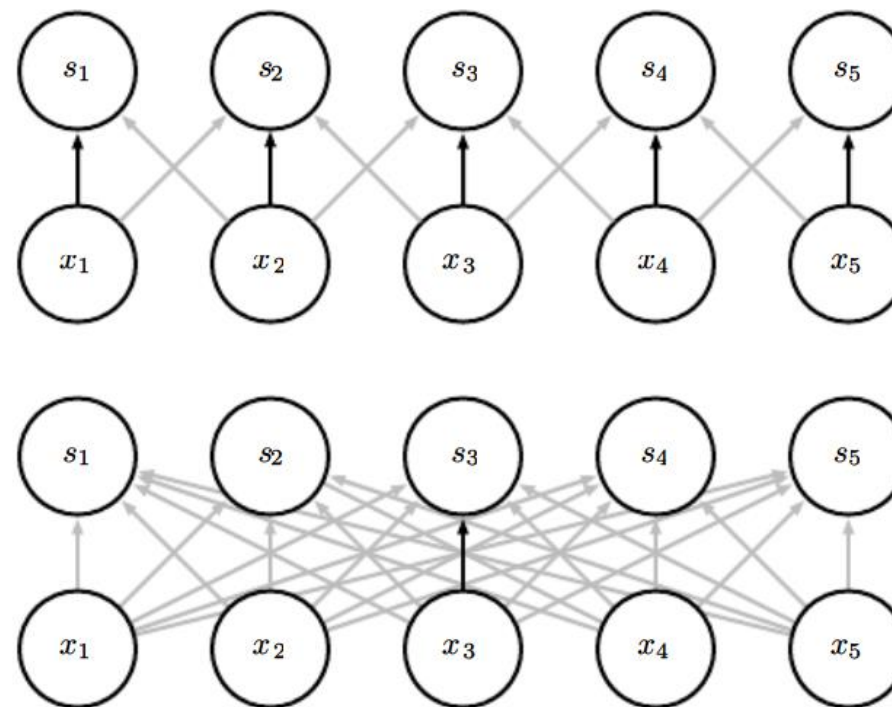 s₁ s₂ s₃ s₄ s₅
x₁ x₂ x₃ x₄ x₅
s₁ s₂ s₃ s₄ s₅
x₁ x₂ x₃ x₄ x₅